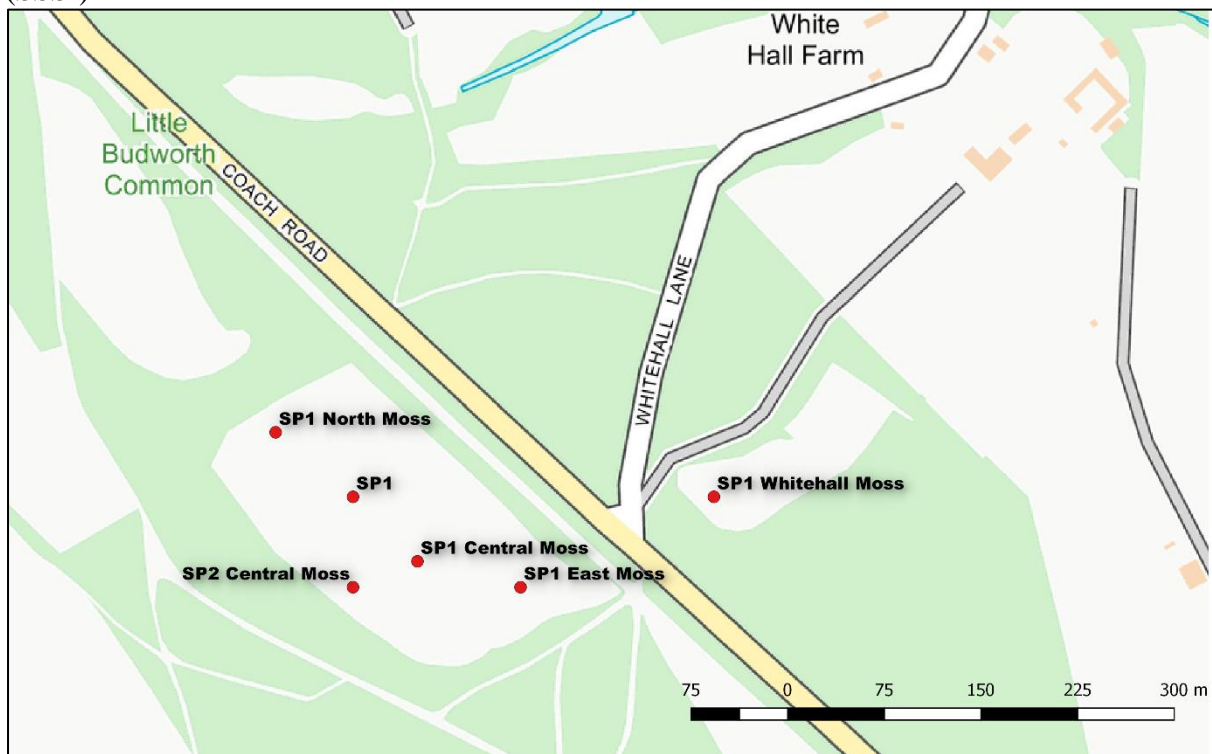 White
Hall Farm
Little
Budworth
Common
COACH ROAD
WHITEHALL LANE
SP1 North Moss
SP1
SP1 Whitehall Moss
SP1 Central Moss
SP2 Central Moss
SP1 East Moss
75 0 75 150 225 300 m